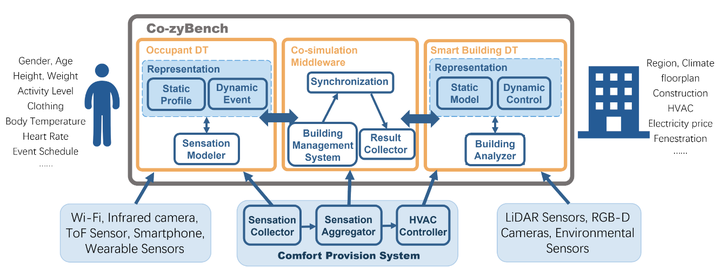 Co-zyBench
Gender, Age
Height, Weight
Activity Level
Clothing
Body Temperature
Heart Rate
Event Schedule
......
Occupant DT
Representation
Static
Profile
Dynamic
Event
Sensation
Modeler
Co-simulation
Middleware
Synchronization
Building
Management
System
Result
Collector
Smart Building DT
Representation
Static
Model
Dynamic
Control
Building
Analyzer
Region, Climate
floorplan
Construction
HVAC
Electricity price
Fenestration
......
Wi-Fi, Infrared camera,
ToF Sensor, Smartphone,
Wearable Sensors
Sensation
Collector
Sensation
Aggregator
HVAC
Controller
Comfort Provision System
LiDAR Sensors, RGB-D
Cameras, Environmental
Sensors